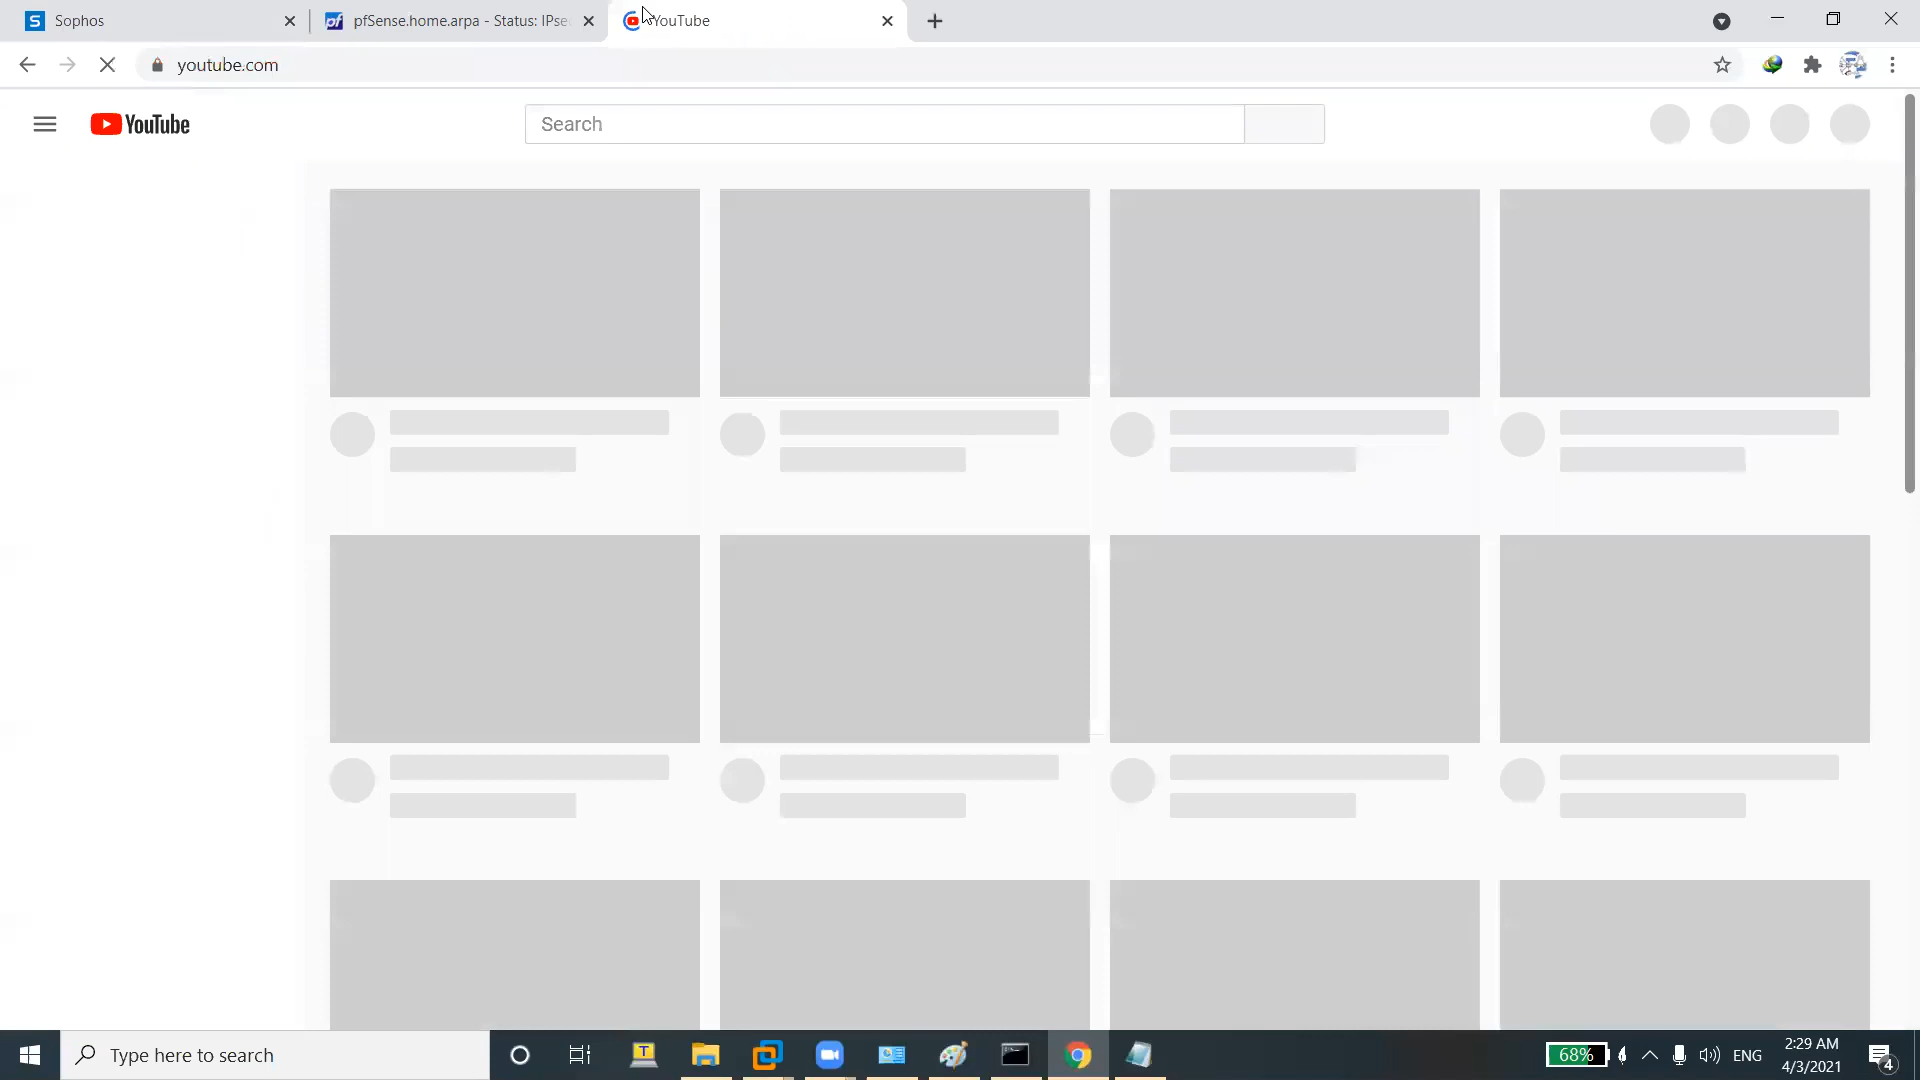 Sophos
pfSense.home.arpa - Status: IPsec
YouTube
youtube.com
YouTube
Search
Type here to search
68%
ENG
2:29 AM
4/3/2021
4